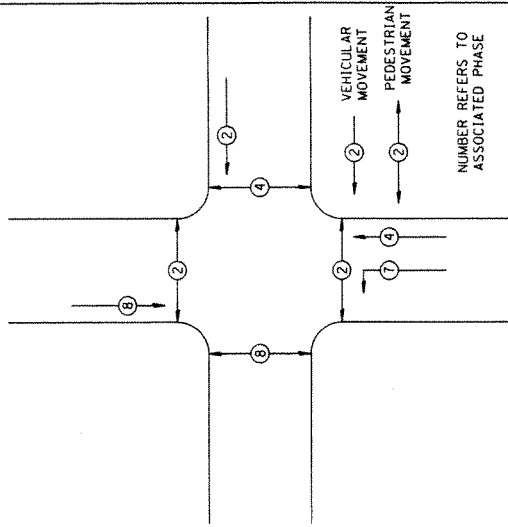 2
4
2
8
8
2
7
4
2
VEHICULAR
MOVEMENT
2
PEDESTRIAN
MOVEMENT
NUMBER REFERS TO
ASSOCIATED PHASE